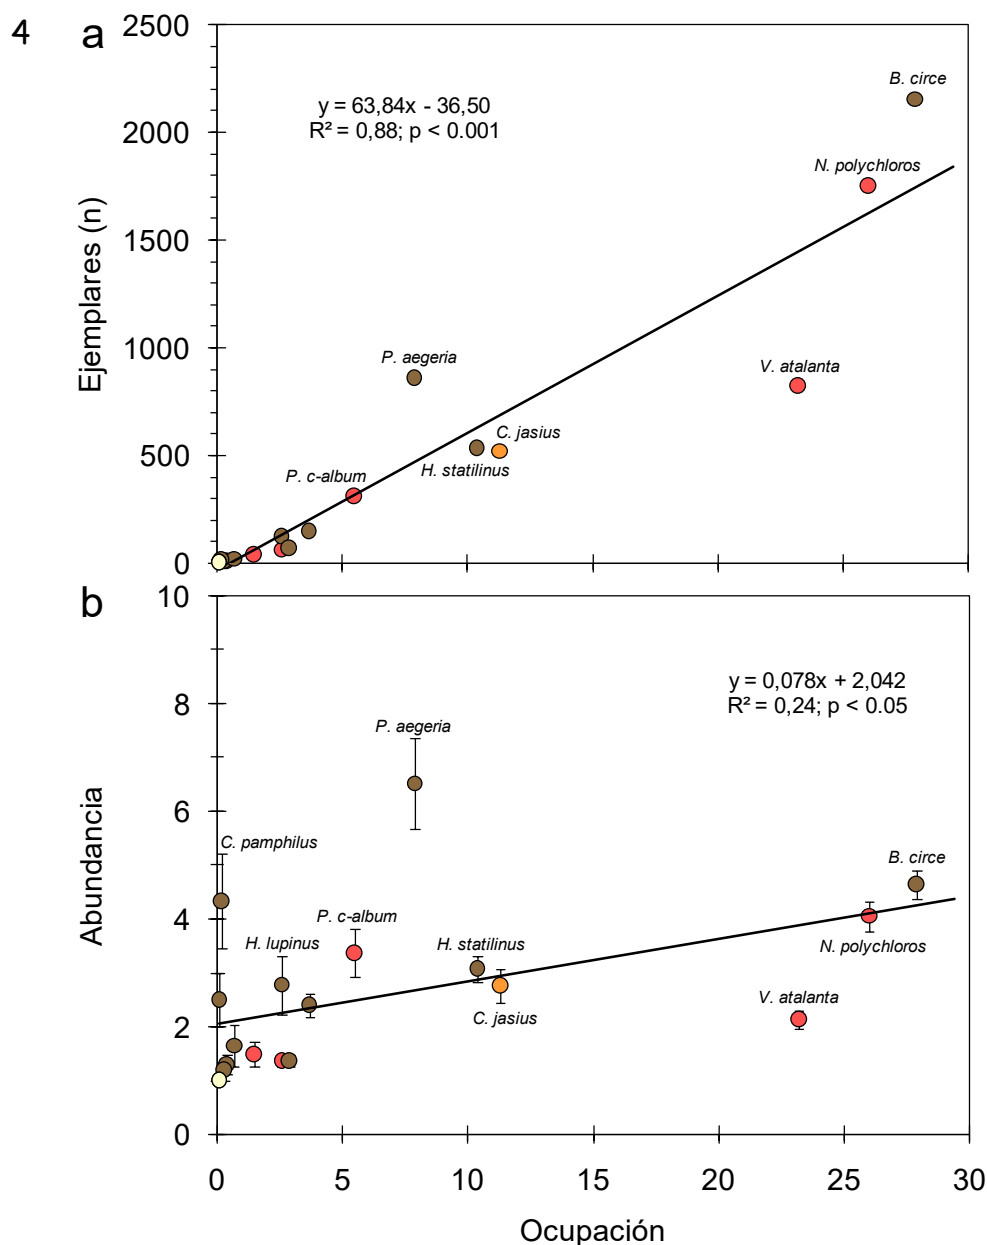 4
a
2500
2000
1500
1000
500
0
Ejemplares (n)
y = 63,84x - 36,50
R² = 0,88; p < 0.001
B. circe
N. polychloros
P. aegeria
V. atalanta
C. jasius
H. statilinus
P. c-album
b
10
8
6
4
2
0
Abundancia
y = 0,078x + 2,042
R² = 0,24; p < 0.05
P. aegeria
C. pamphilus
B. circe
P. c-album
H. lupinus
H. statilinus
N. polychloros
V. atalanta
C. jasius
0 5 10 15 20 25 30
Ocupación